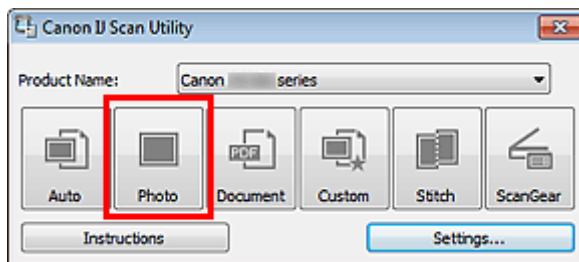 Canon IJ Scan Utility
Product Name: Canon series
PDF
Auto Photo Document Custom Stitch ScanGear
Instructions Settings...